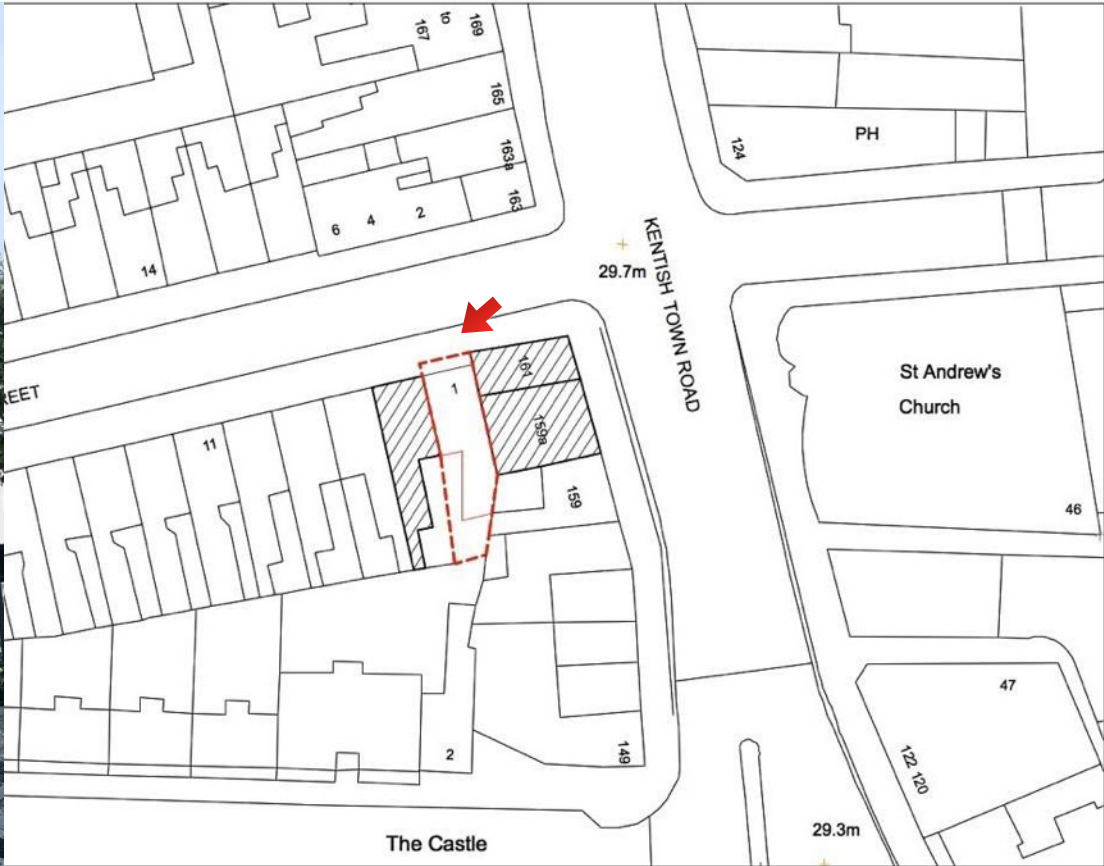 167
to
169
165
163a
163
6
4
2
14
124
PH
29.7m
KENTISH TOWN ROAD
REET
1
161
159a
159
11
St Andrew's
Church
46
47
2
149
122
120
29.3m
The Castle